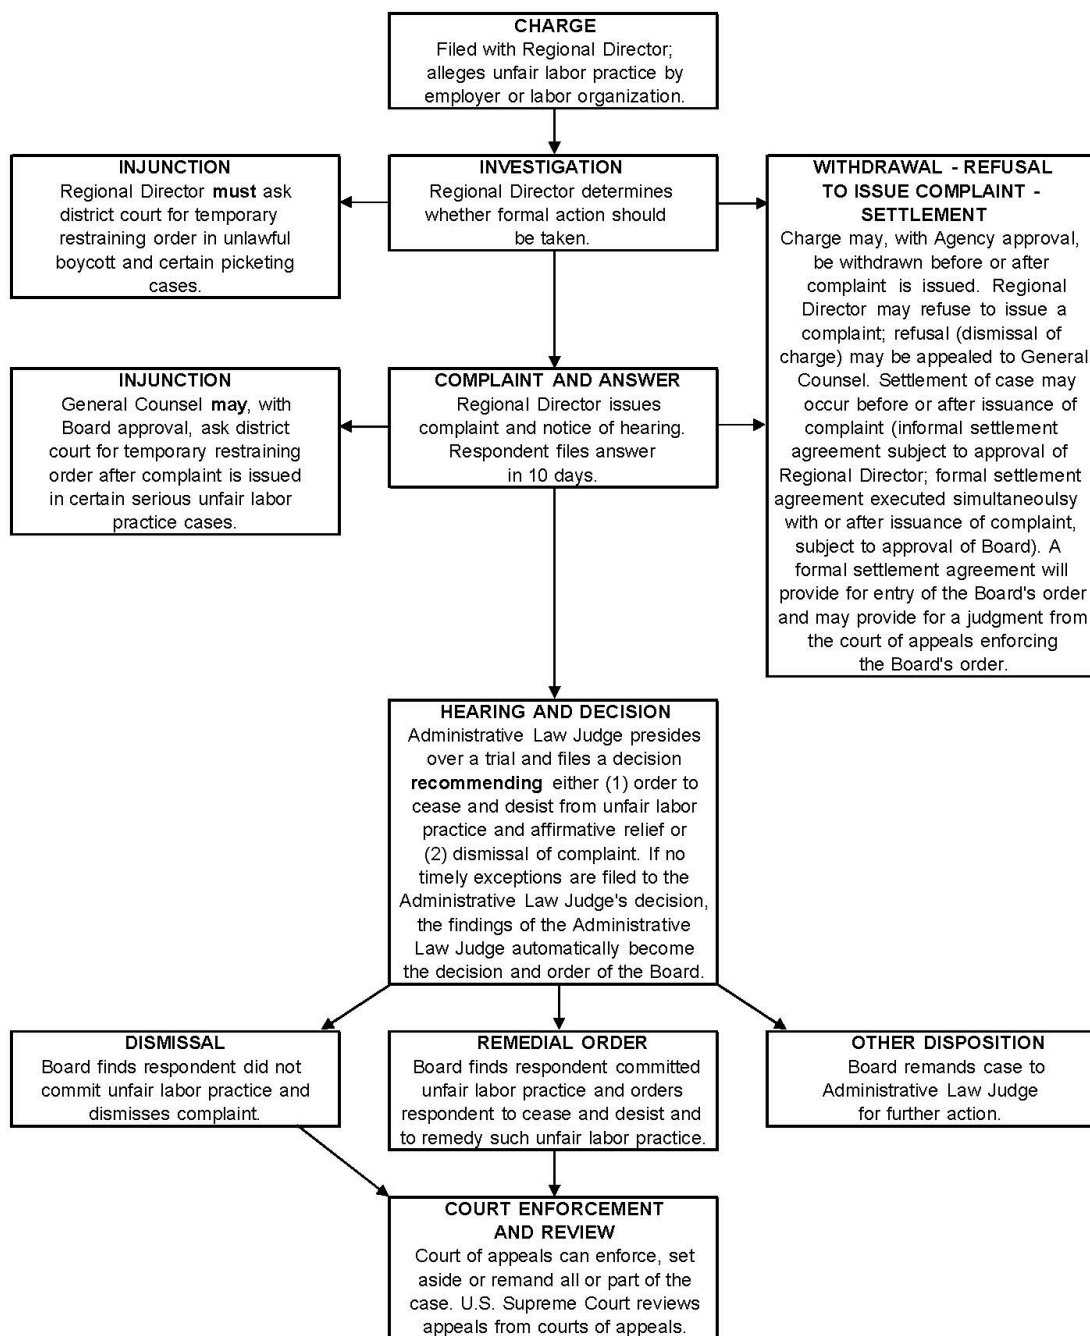 CHARGE
Filed with Regional Director;
alleges unfair labor practice by
employer or labor organization.
INJUNCTION
Regional Director must ask
district court for temporary
restraining order in unlawful
boycott and certain picketing
cases.
INVESTIGATION
Regional Director determines
whether formal action should
be taken.
WITHDRAWAL - REFUSAL
TO ISSUE COMPLAINT -
SETTLEMENT
Charge may, with Agency approval,
be withdrawn before or after
complaint is issued. Regional
Director may refuse to issue a
complaint; refusal (dismissal of
charge) may be appealed to General
Counsel. Settlement of case may
occur before or after issuance of
complaint (informal settlement
agreement subject to approval of
Regional Director; formal settlement
agreement executed simultaneoulsy
with or after issuance of complaint,
subject to approval of Board). A
formal settlement agreement will
provide for entry of the Board's order
and may provide for a judgment from
the court of appeals enforcing
the Board's order.
INJUNCTION
General Counsel may, with
Board approval, ask district
court for temporary restraining
order after complaint is issued
in certain serious unfair labor
practice cases.
COMPLAINT AND ANSWER
Regional Director issues
complaint and notice of hearing.
Respondent files answer
in 10 days.
HEARING AND DECISION
Administrative Law Judge presides
over a trial and files a decision
recommending either (1) order to
cease and desist from unfair labor
practice and affirmative relief or
(2) dismissal of complaint. If no
timely exceptions are filed to the
Administrative Law Judge's decision,
the findings of the Administrative
Law Judge automatically become
the decision and order of the Board.
DISMISSAL
Board finds respondent did not
commit unfair labor practice and
dismisses complaint.
REMEDIAL ORDER
Board finds respondent committed
unfair labor practice and orders
respondent to cease and desist and
to remedy such unfair labor practice.
OTHER DISPOSITION
Board remands case to
Administrative Law Judge
for further action.
COURT ENFORCEMENT
AND REVIEW
Court of appeals can enforce, set
aside or remand all or part of the
case. U.S. Supreme Court reviews
appeals from courts of appeals.